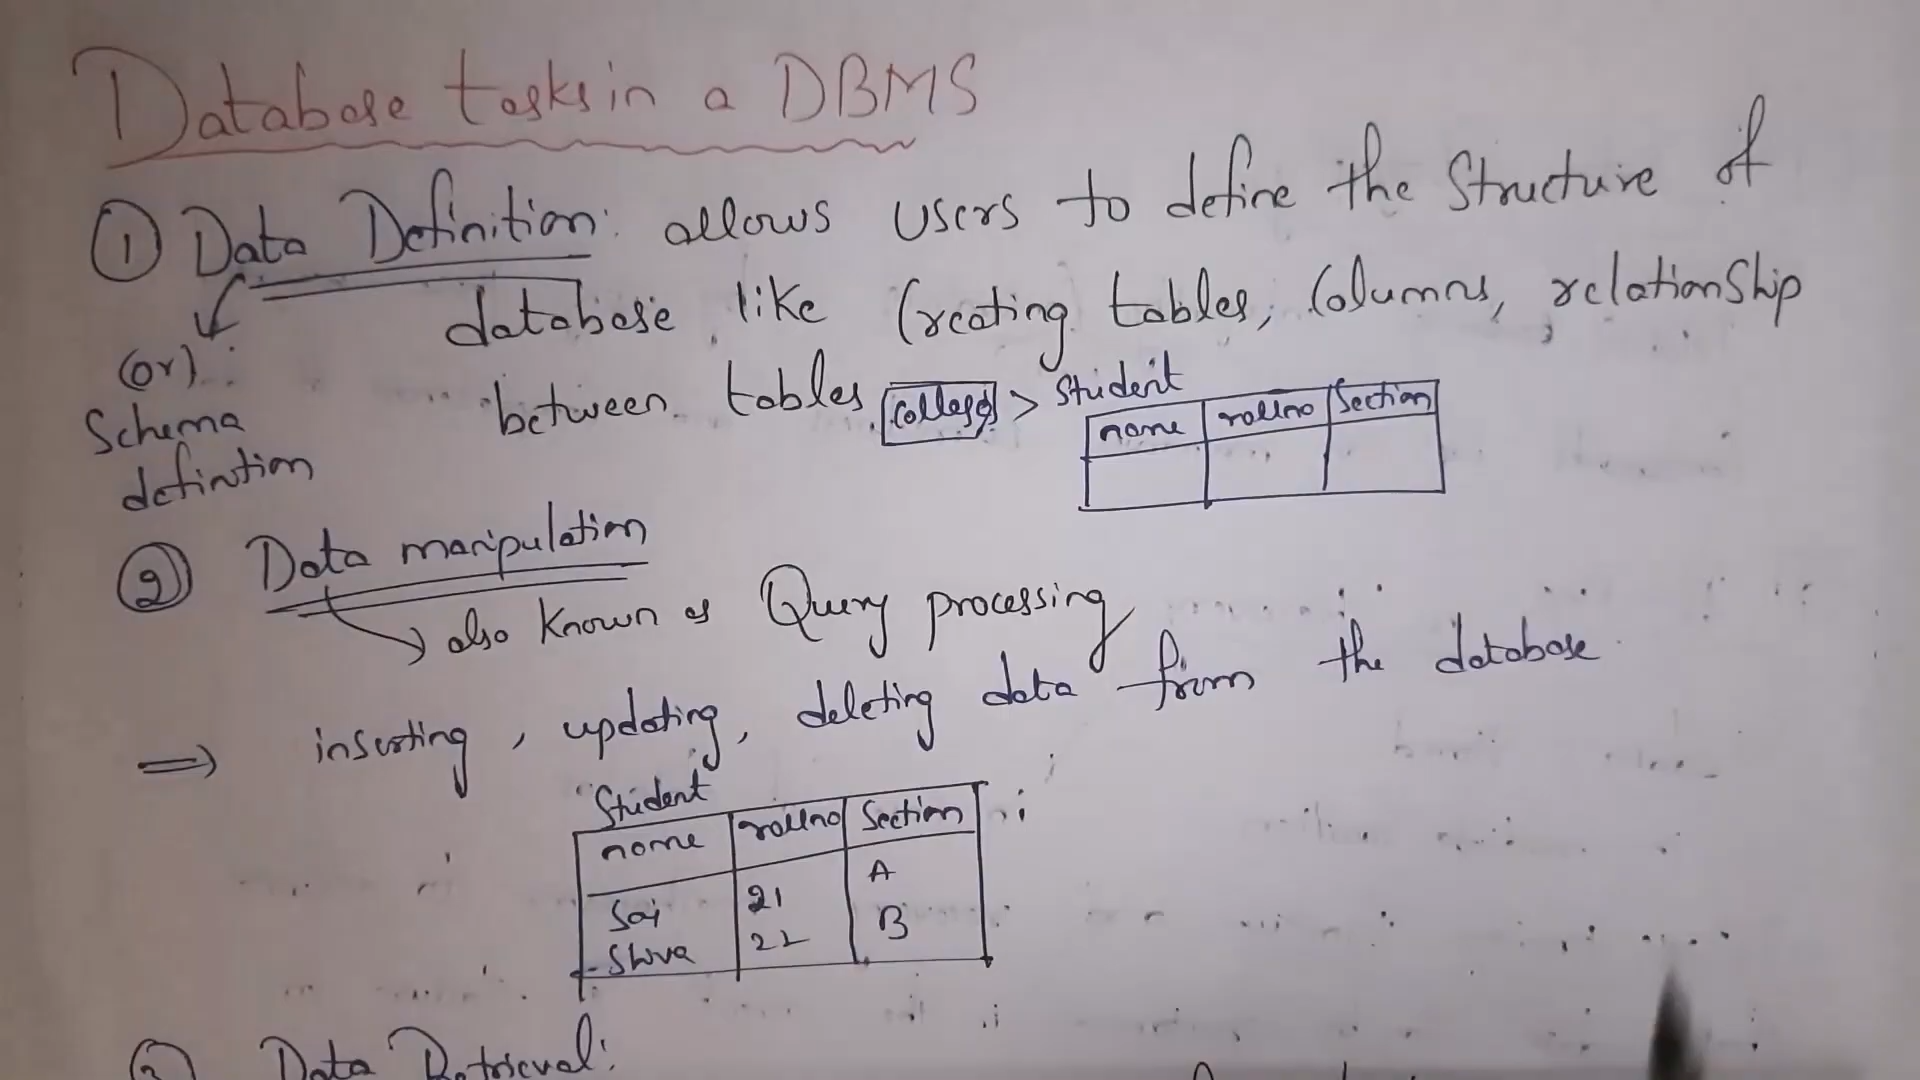 Database tasks in a DBMS
① Data Definition: allows users to define the structure of
database like Creating tables, Columns, relationship
between tables. college > Student
(or)
Schema
defintion
name rollno Section
② Data manipulation
also known as Query processing
⇒ inserting, updating, deleting data from the database
Student
name rollno Section
Sai 21 A
Shiva 22 B
③ Data Retrieval: